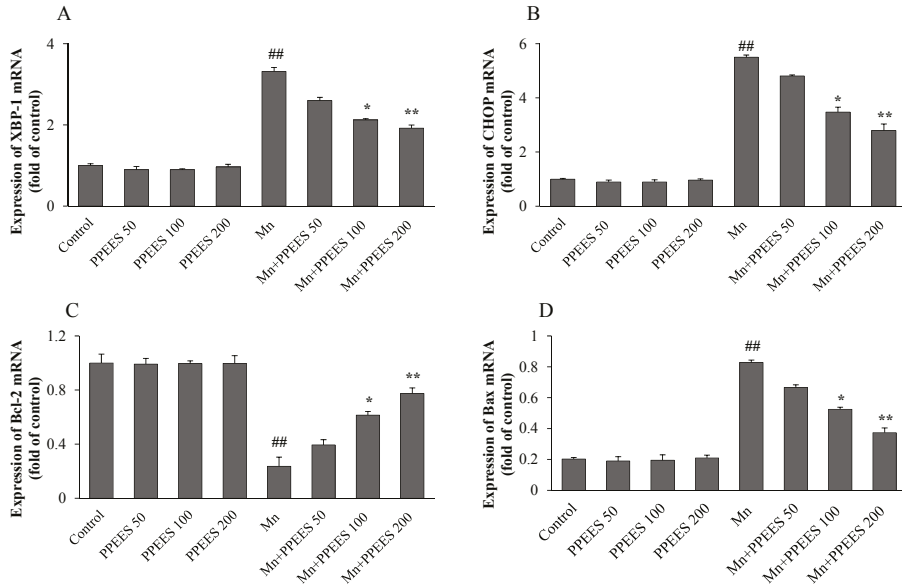 A
Expression of XBP-1 mRNA
(fold of control)
4
2
1
0
##
*
**
Control
PPEES 50
PPEES 100
PPEES 200
Mn
Mn+PPEES 50
Mn+PPEES 100
Mn+PPEES 200
B
Expression of CHOP mRNA
(fold of control)
6
4
2
0
##
*
**
Control
PPEES 50
PPEES 100
PPEES 200
Mn
Mn+PPEES 50
Mn+PPEES 100
Mn+PPEES 200
C
Expression of Bcl-2 mRNA
(fold of control)
1.2
0.8
0.4
0
##
*
**
Control
PPEES 50
PPEES 100
PPEES 200
Mn
Mn+PPEES 50
Mn+PPEES 100
Mn+PPEES 200
D
Expression of Bax mRNA
(fold of control)
1
0.8
0.6
0.4
0.2
0
##
*
**
Control
PPEES 50
PPEES 100
PPEES 200
Mn
Mn+PPEES 50
Mn+PPEES 100
Mn+PPEES 200